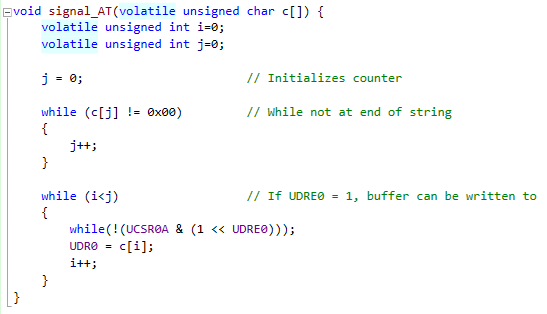 void signal_AT(volatile unsigned char c[]) {
    volatile unsigned int i=0;
    volatile unsigned int j=0;

    j = 0;                       // Initializes counter

    while (c[j] != 0x00)         // While not at end of string
    {
        j++;
    }

    while (i<j)                  // If UDRE0 = 1, buffer can be written to
    {
        while(!(UCSR0A & (1 << UDRE0)));
        UDR0 = c[i];
        i++;
    }
}